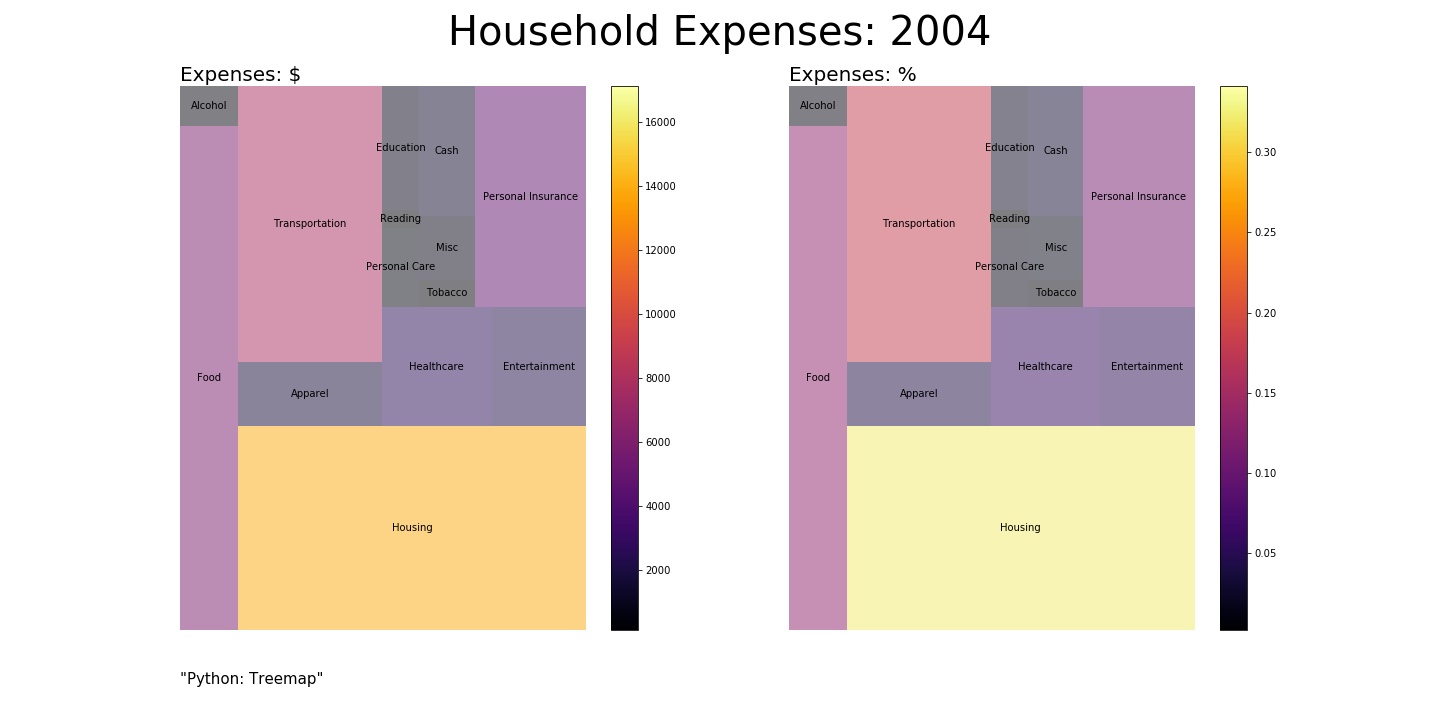 Household Expenses: 2004
Expenses: $
Alcohol
Transportation
Education
Cash
Personal Insurance
Reading
Misc
Personal Care
Tobacco
Food
Apparel
Healthcare
Entertainment
Housing
16000
14000
12000
10000
8000
6000
4000
2000
Expenses: %
Alcohol
Transportation
Education
Cash
Personal Insurance
Reading
Misc
Personal Care
Tobacco
Food
Apparel
Healthcare
Entertainment
Housing
0.30
0.25
0.20
0.15
0.10
0.05
"Python: Treemap"